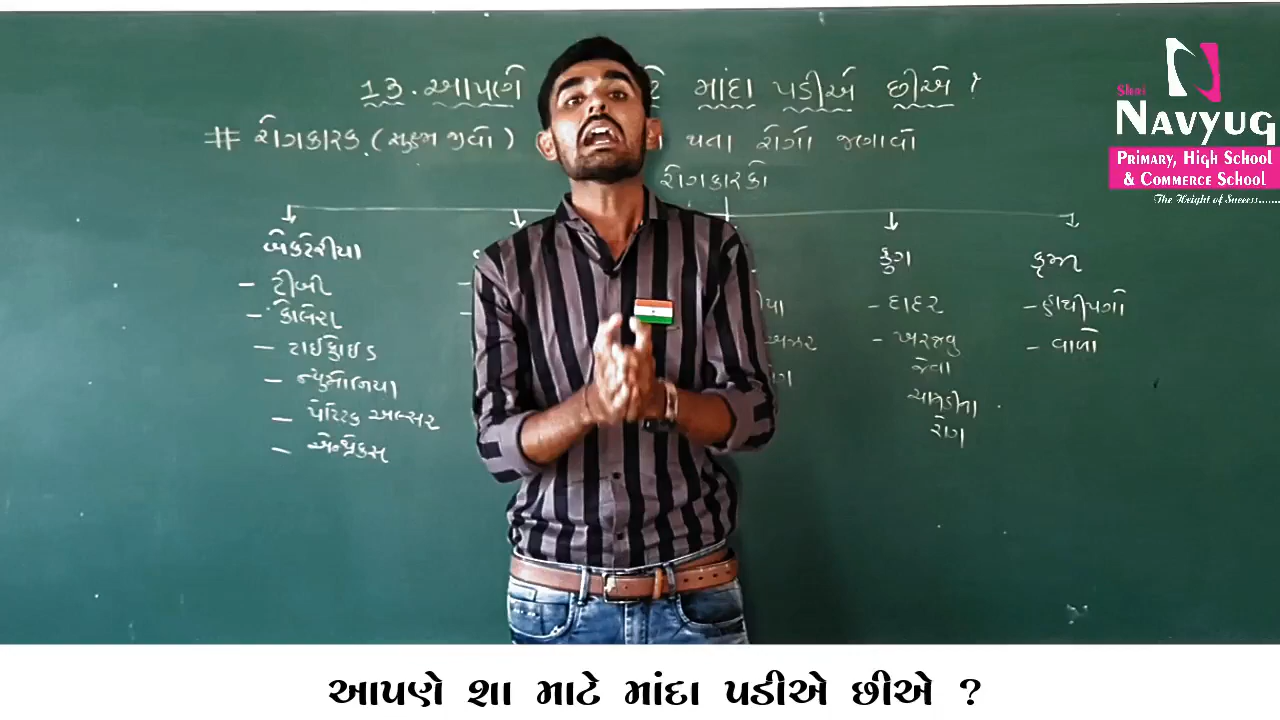 13. આપણે માંદા પડીએ છીએ ?
# રોગકારક (સુક્ષ્મ જીવો) થતા રોગો જણાવો
રોગકારકો
બેક્ટેરીયા
- ટીબી
- કોલેરા
- ટાઈફોઈડ
- ન્યુમોનિયા
- પેપ્ટિક અલ્સર
- એન્થ્રેક્સ
ફુગ
- દાદર
- ખરજવુ
જેવા
ચામડીના
રોગ
કૃમિ
- હાથીપગો
- વાળો
Shri
NAVYUG
PRIMARY, HIGH SCHOOL
& COMMERCE SCHOOL
The Height of Success.......
આપણે શા માટે માંદા પડીએ છીએ ?